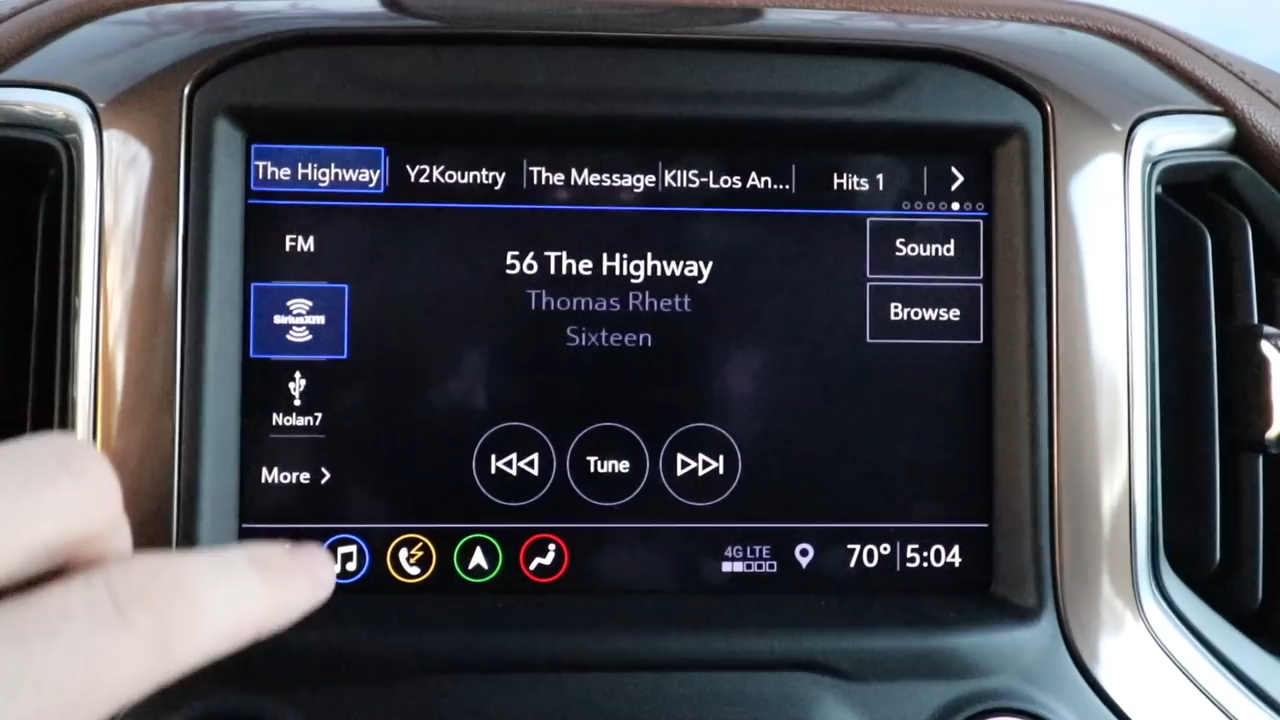 The Highway
Y2Kountry
The Message
KIIS-Los An...
Hits 1
FM
56 The Highway
Thomas Rhett
Sixteen
Sound
Browse
SiriusXM
Nolan7
More
Tune
4G LTE
70° 5:04